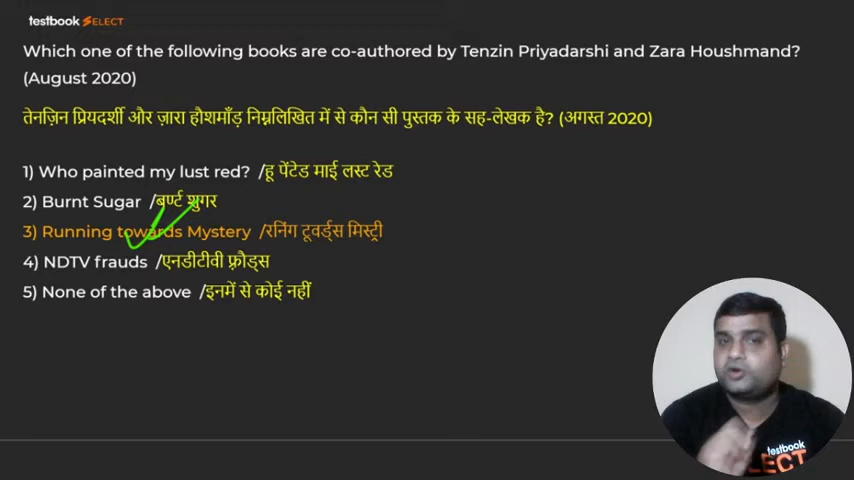 testbook SELECT
Which one of the following books are co-authored by Tenzin Priyadarshi and Zara Houshmand?
(August 2020)
तेनज़िन प्रियदर्शी और ज़ारा हौशमाँड़ निम्नलिखित में से कौन सी पुस्तक के सह-लेखक है? (अगस्त 2020)
1) Who painted my lust red? /हू पेंटेड माई लस्ट रेड
2) Burnt Sugar /बर्ण्ट शुगर
3) Running towards Mystery /रनिंग टूवर्ड्स मिस्ट्री
4) NDTV frauds /एनडीटीवी फ़्रौड्स
5) None of the above /इनमें से कोई नहीं
testbook
ECT